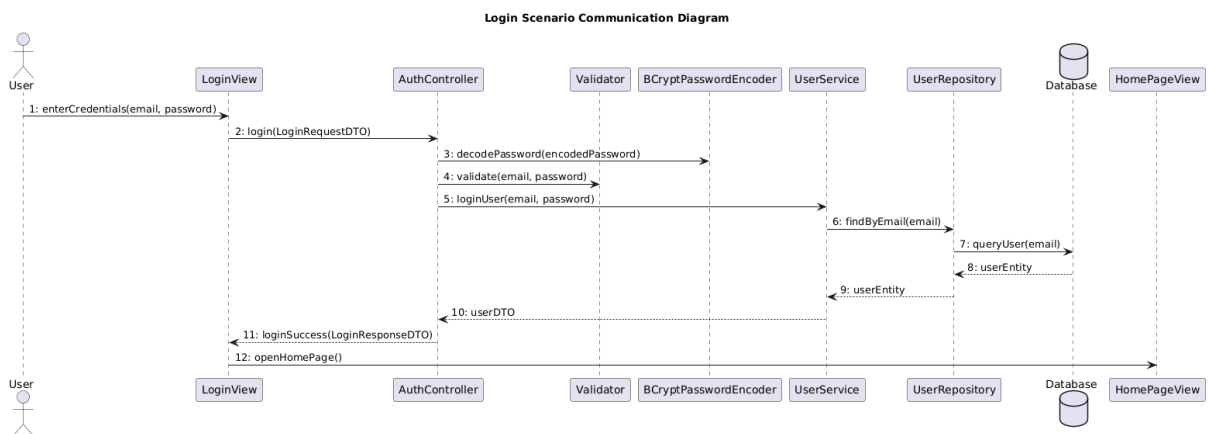 Login Scenario Communication Diagram
User
LoginView
AuthController
Validator
BCryptPasswordEncoder
UserService
UserRepository
Database
HomePageView
1: enterCredentials(email, password)
2: login(LoginRequestDTO)
3: decodePassword(encodedPassword)
4: validate(email, password)
5: loginUser(email, password)
6: findByEmail(email)
7: queryUser(email)
8: userEntity
9: userEntity
10: userDTO
11: loginSuccess(LoginResponseDTO)
12: openHomePage()
User
LoginView
AuthController
Validator
BCryptPasswordEncoder
UserService
UserRepository
Database
HomePageView